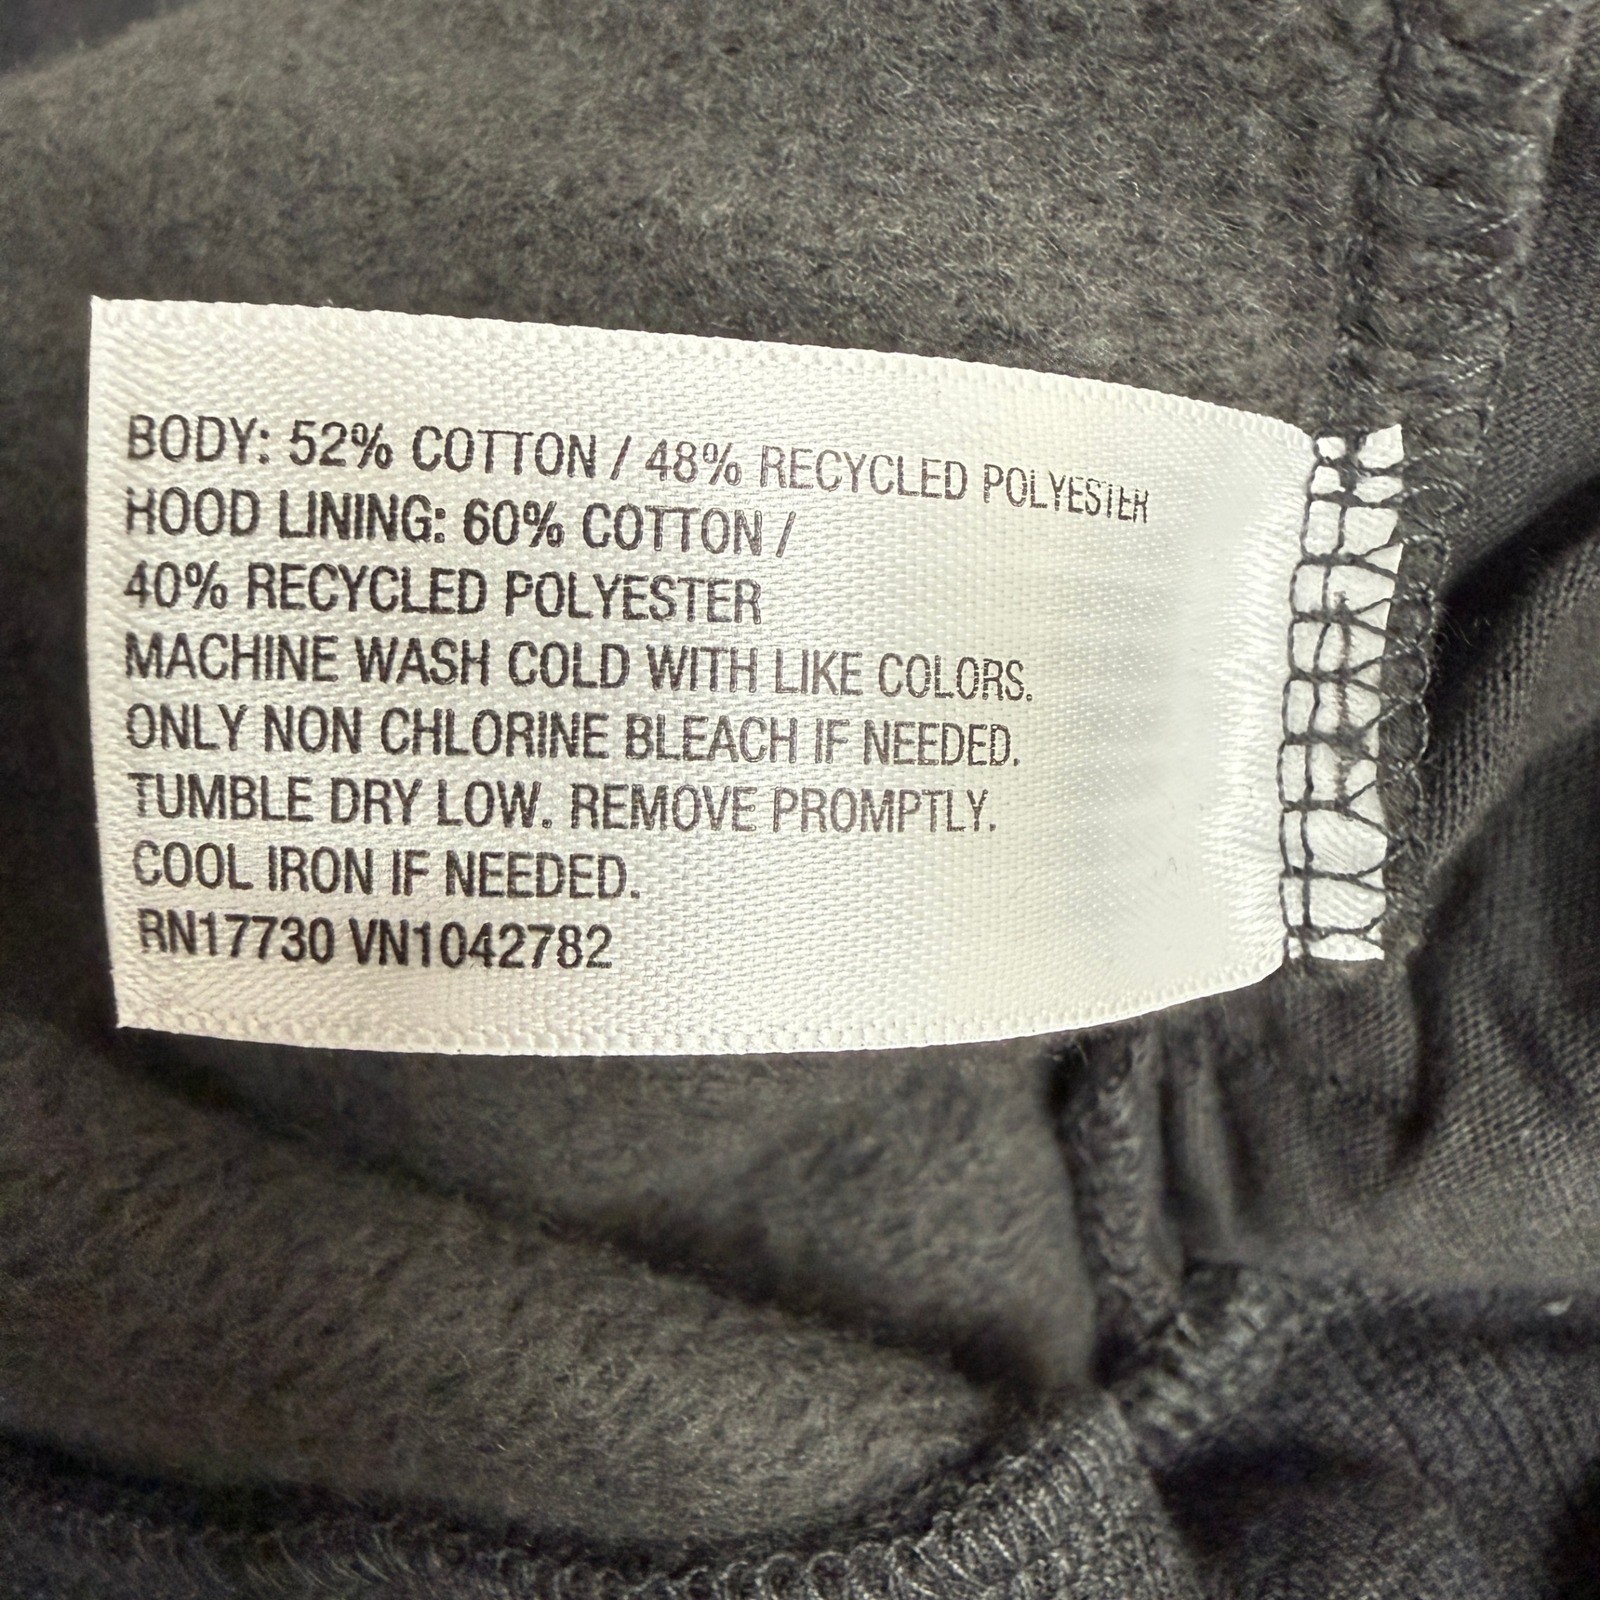 BODY: 52% COTTON / 48% RECYCLED POLYESTER
HOOD LINING: 60% COTTON /
40% RECYCLED POLYESTER
MACHINE WASH COLD WITH LIKE COLORS.
ONLY NON CHLORINE BLEACH IF NEEDED.
TUMBLE DRY LOW. REMOVE PROMPTLY.
COOL IRON IF NEEDED.
RN17730 VN1042782